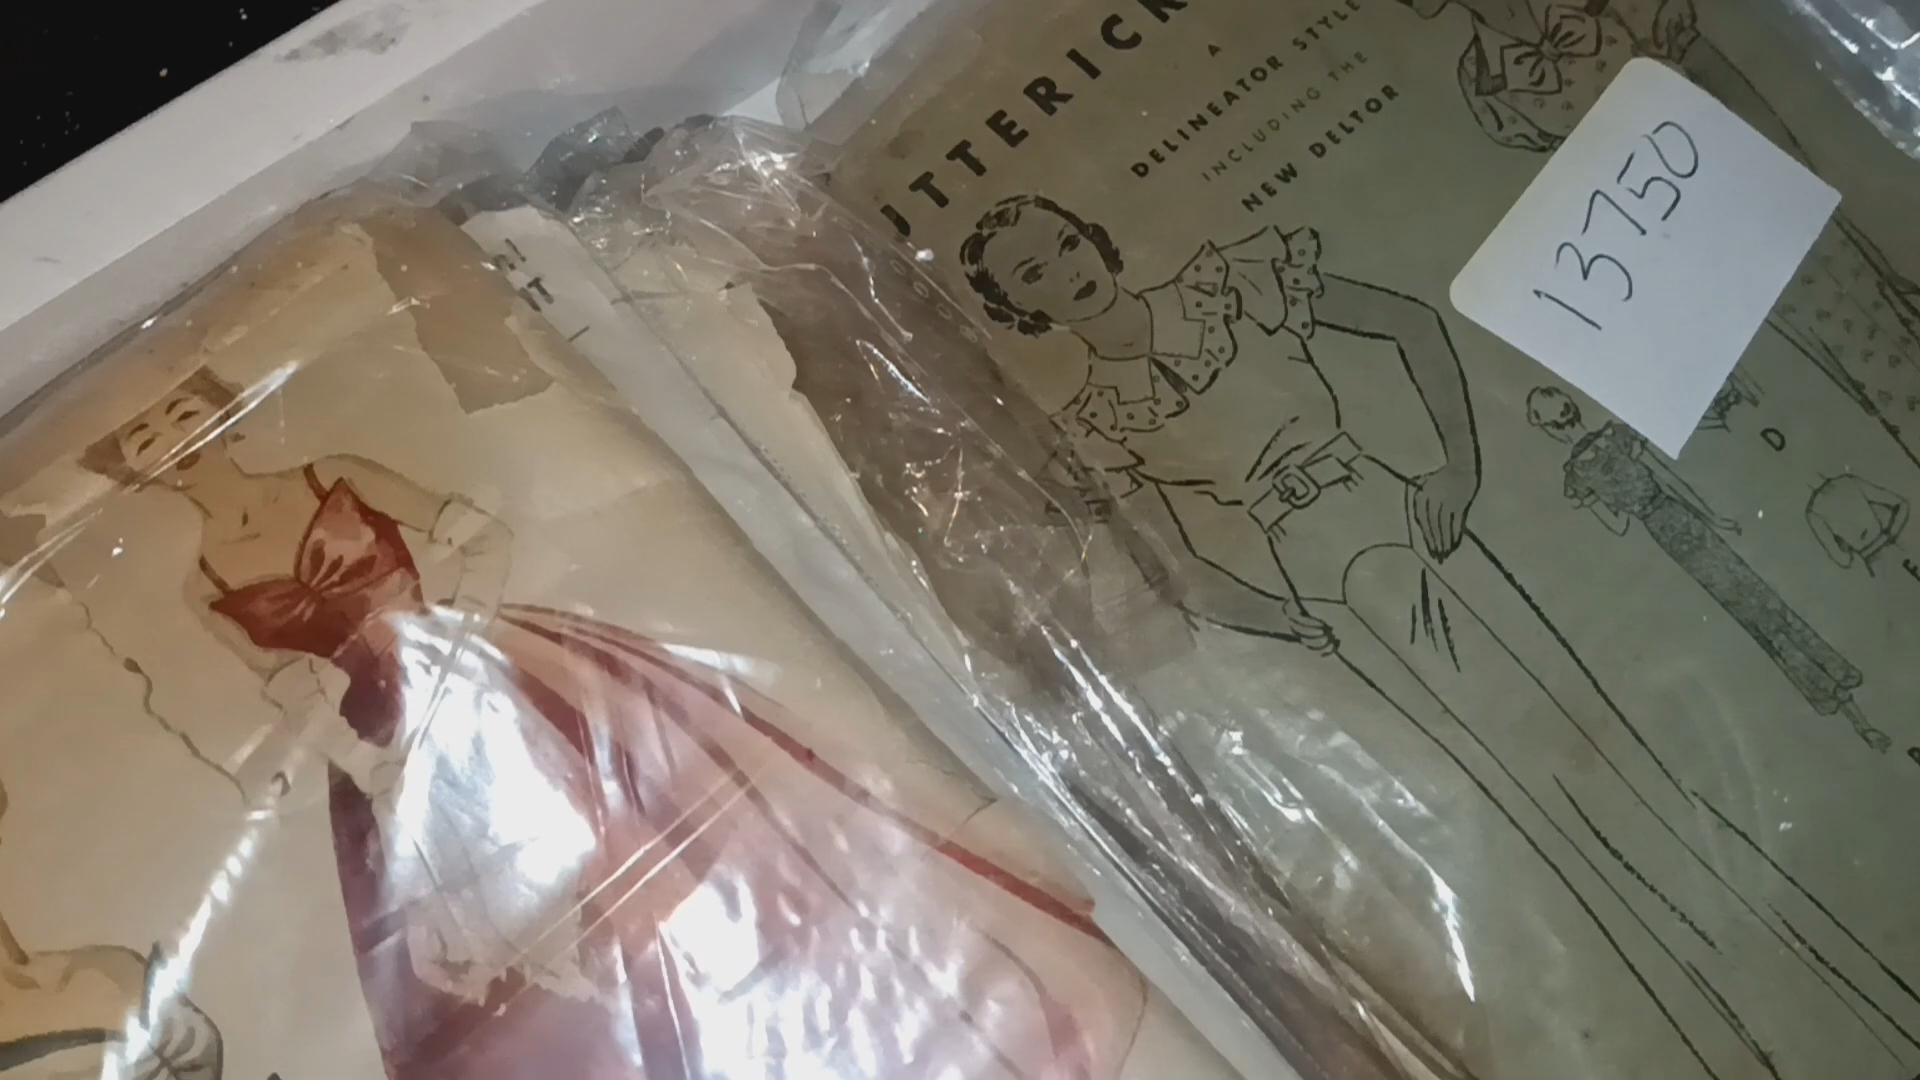 UTTERICK
A
DELINEATOR STYLE
INCLUDING THE
NEW DELTOR
13750
D